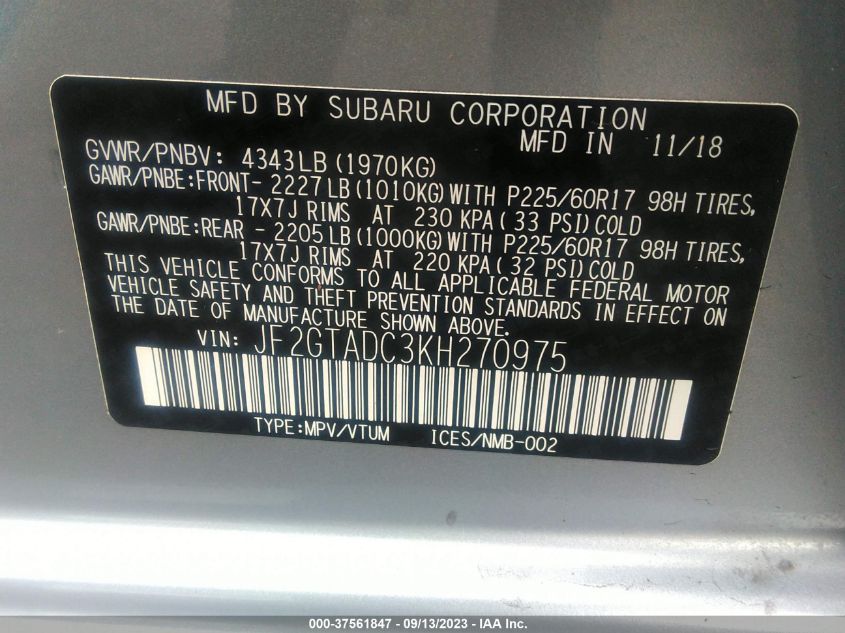 MFD BY SUBARU CORPORATION
MFD IN 11/18
GVWR/PNBV: 4343LB (1970KG)
GAWR/PNBE:FRONT- 2227LB (1010KG) WITH P225/60R17 98H TIRES,
17X7J RIMS AT 230 KPA(33 PSI) COLD
GAWR/PNBE:REAR - 2205LB (1000KG) WITH P225/60R17 98H TIRES,
17X7J RIMS AT 220 KPA(32 PSI) COLD
THIS VEHICLE CONFORMS TO ALL APPLICABLE FEDERAL MOTOR
VEHICLE SAFETY AND THEFT PREVENTION STANDARDS IN EFFECT ON
THE DATE OF MANUFACTURE SHOWN ABOVE.
VIN: JF2GTADC3KH270975
TYPE:MPV/VTUM ICES/NMB-002
000-37561847 - 09/13/2023 - IAA Inc.